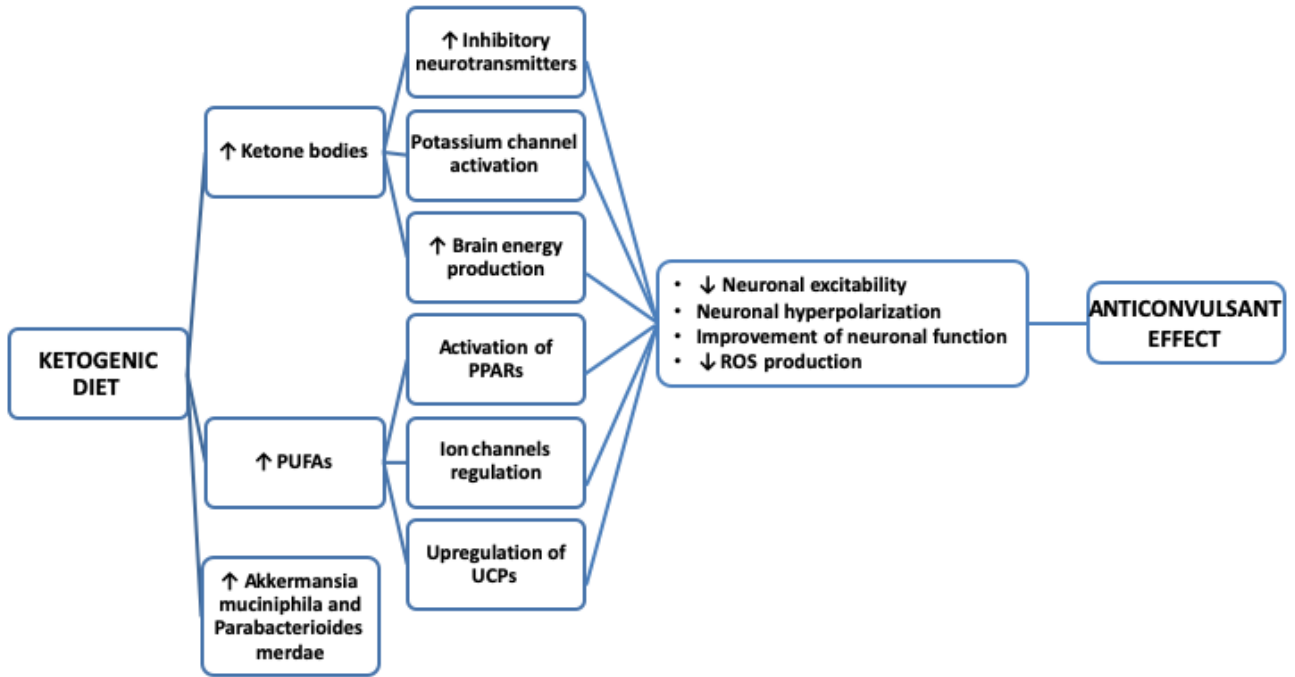 KETOGENIC
DIET
↑ Ketone bodies
↑ PUFAs
↑ Akkermansia
muciniphila and
Parabacterioides
merdae
↑ Inhibitory
neurotransmitters
Potassium channel
activation
↑ Brain energy
production
Activation of
PPARs
Ion channels
regulation
Upregulation of
UCPs
• ↓ Neuronal excitability
• Neuronal hyperpolarization
• Improvement of neuronal function
• ↓ ROS production
ANTICONVULSANT
EFFECT